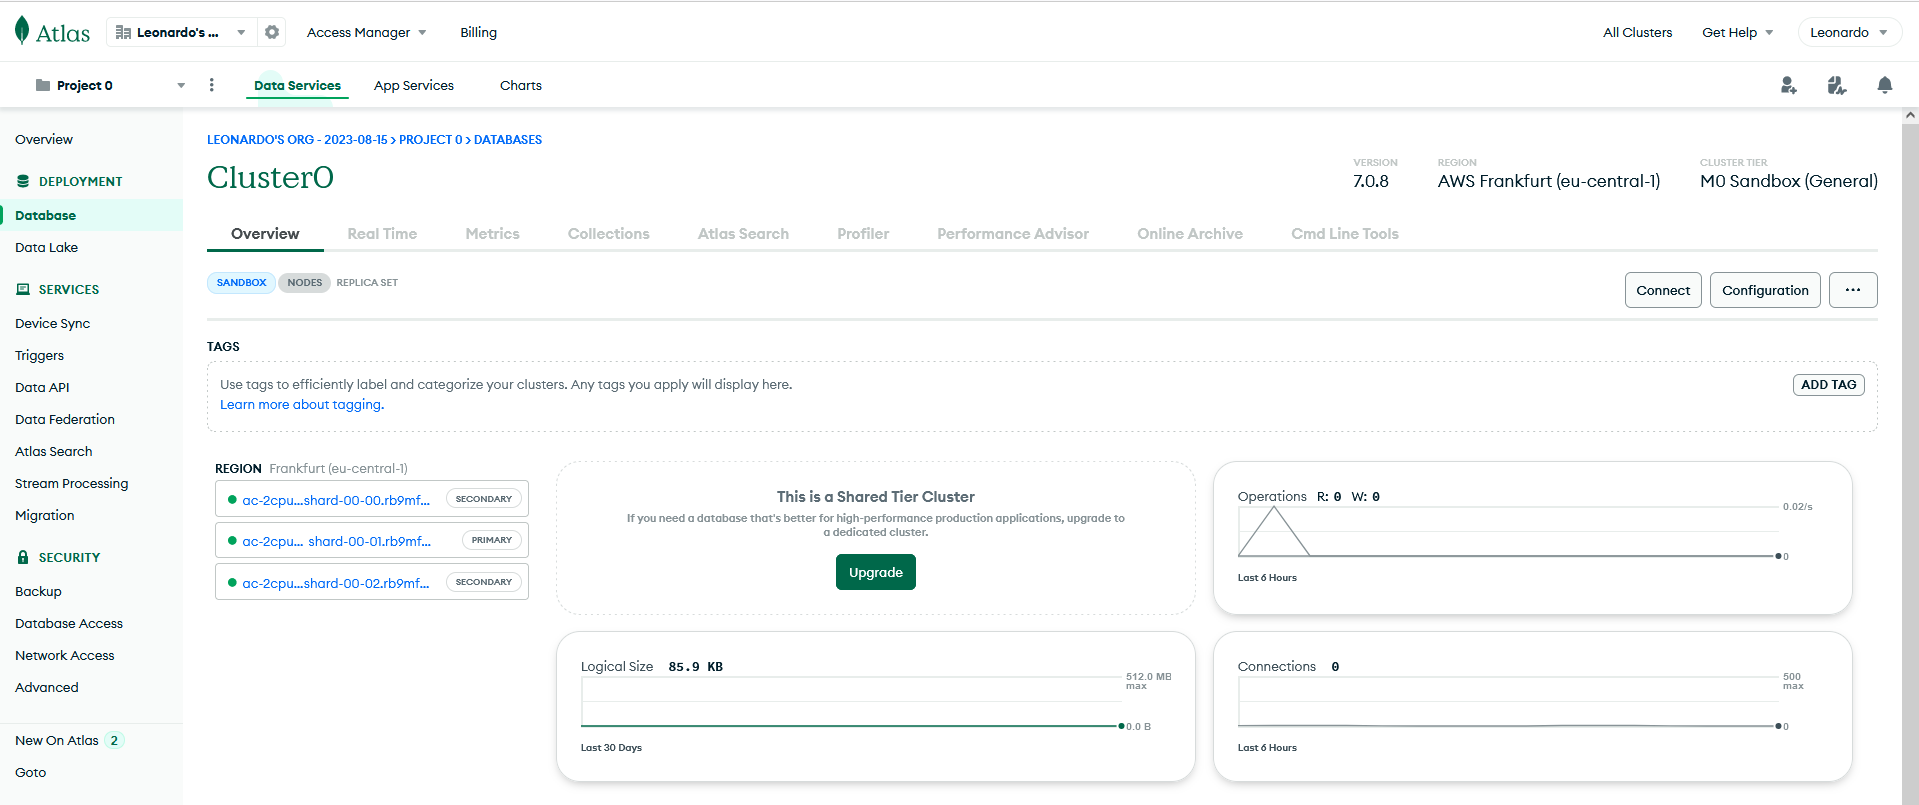 Atlas
Leonardo's ...
Access Manager
Billing
All Clusters
Get Help
Leonardo
Project 0
Data Services
App Services
Charts
Overview
DEPLOYMENT
Database
Data Lake
SERVICES
Device Sync
Triggers
Data API
Data Federation
Atlas Search
Stream Processing
Migration
SECURITY
Backup
Database Access
Network Access
Advanced
New On Atlas 2
Goto
LEONARDO'S ORG - 2023-08-15 > PROJECT 0 > DATABASES
Cluster0
VERSION
7.0.8
REGION
AWS Frankfurt (eu-central-1)
CLUSTER TIER
M0 Sandbox (General)
Overview
Real Time
Metrics
Collections
Atlas Search
Profiler
Performance Advisor
Online Archive
Cmd Line Tools
SANDBOX
NODES
REPLICA SET
Connect
Configuration
...
TAGS
Use tags to efficiently label and categorize your clusters. Any tags you apply will display here.
Learn more about tagging.
ADD TAG
REGION Frankfurt (eu-central-1)
ac-2cpu...shard-00-00.rb9mf... SECONDARY
ac-2cpu... shard-00-01.rb9mf... PRIMARY
ac-2cpu...shard-00-02.rb9mf... SECONDARY
This is a Shared Tier Cluster
If you need a database that's better for high-performance production applications, upgrade to
a dedicated cluster.
Upgrade
Operations R: 0 W: 0
0.02/s
0
Last 6 Hours
Logical Size 85.9 KB
512.0 MB
max
0.0 B
Last 30 Days
Connections 0
500
max
0
Last 6 Hours